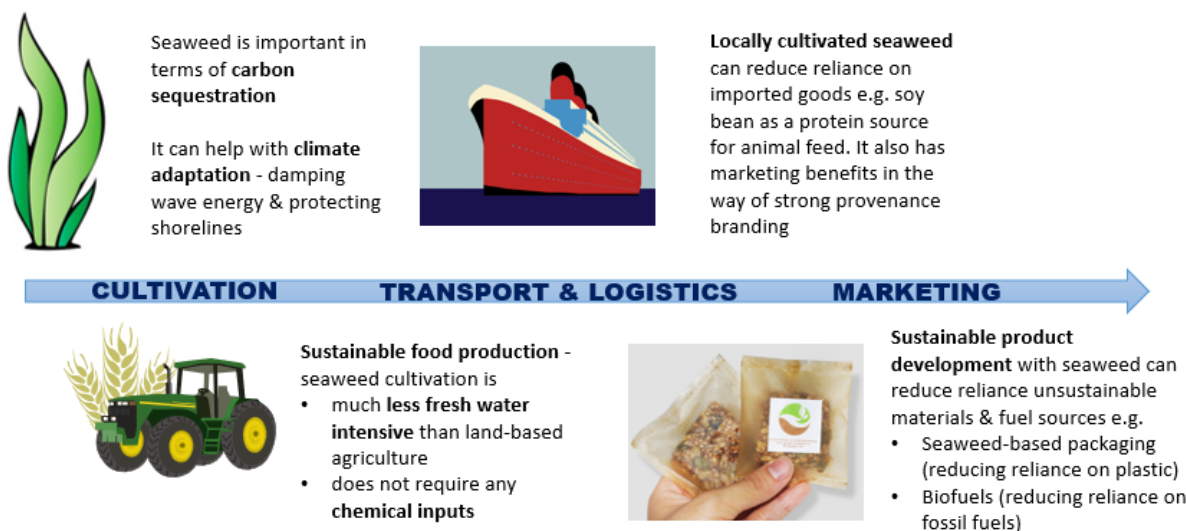 Seaweed is important in
terms of carbon
sequestration
It can help with climate
adaptation - damping
wave energy & protecting
shorelines
Locally cultivated seaweed
can reduce reliance on
imported goods e.g. soy
bean as a protein source
for animal feed. It also has
marketing benefits in the
way of strong provenance
branding
CULTIVATION
TRANSPORT & LOGISTICS
MARKETING
Sustainable food production -
seaweed cultivation is
• much less fresh water
intensive than land-based
agriculture
• does not require any
chemical inputs
Sustainable product
development with seaweed can
reduce reliance unsustainable
materials & fuel sources e.g.
• Seaweed-based packaging
(reducing reliance on plastic)
• Biofuels (reducing reliance on
fossil fuels)